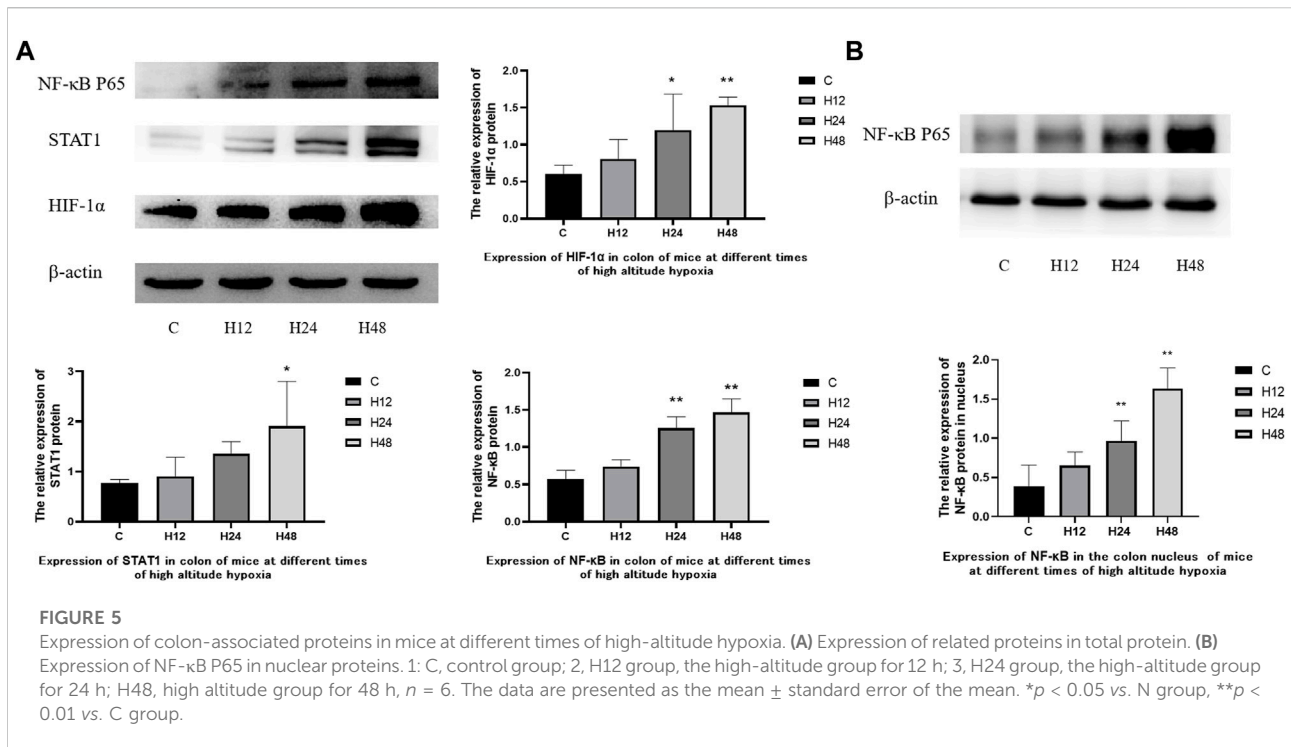 A
NF-κB P65
STAT1
HIF-1α
β-actin
C H12 H24 H48
The relative expression of
HIF-1α protein
2.0
1.5
1.0
0.5
0.0
* **
C H12 H24 H48
C
H12
H24
H48
Expression of HIF-1α in colon of mice at different times
of high altitude hypoxia
B
NF-κB P65
β-actin
C H12 H24 H48
The relative expression of
STAT1 protein
3
2
1
0
*
C H12 H24 H48
C
H12
H24
H48
Expression of STAT1 in colon of mice at different times
of high altitude hypoxia
The relative expression of
NF-κB protein
2.0
1.5
1.0
0.5
0.0
** **
C H12 H24 H48
C
H12
H24
H48
Expression of NF-κB in colon of mice at different times
of high altitude hypoxia
The relative expression of
NF-κB protein in nucleus
2.0
1.5
1.0
0.5
0.0
** **
C H12 H24 H48
C
H12
H24
H48
Expression of NF-κB in the colon nucleus of mice
at different times of high altitude hypoxia
FIGURE 5
Expression of colon-associated proteins in mice at different times of high-altitude hypoxia. (A) Expression of related proteins in total protein. (B)
Expression of NF-κB P65 in nuclear proteins. 1: C, control group; 2, H12 group, the high-altitude group for 12 h; 3, H24 group, the high-altitude group
for 24 h; H48, high altitude group for 48 h, n = 6. The data are presented as the mean ± standard error of the mean. *p < 0.05 vs. N group, **p <
0.01 vs. C group.